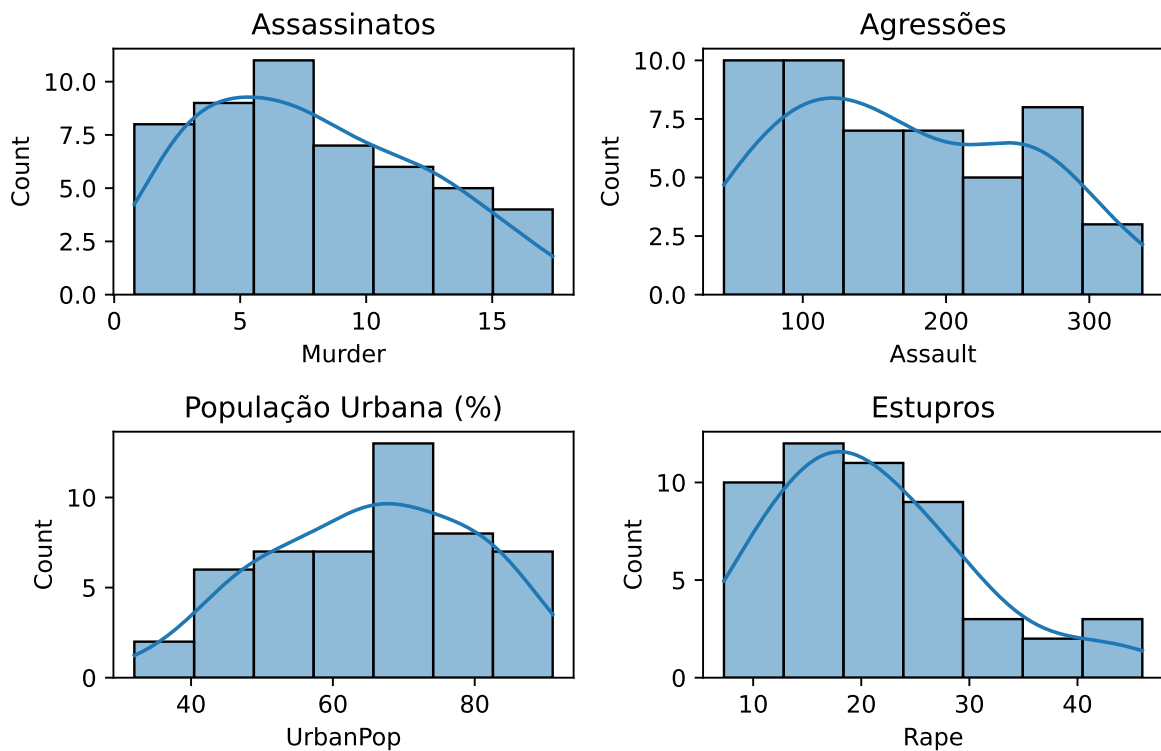 Assassinatos
10.0
7.5
5.0
2.5
0.0
Count
0 5 10 15
Murder
Agressões
10.0
7.5
5.0
2.5
0.0
Count
100 200 300
Assault
População Urbana (%)
10
5
0
Count
40 60 80
UrbanPop
Estupros
10
5
0
Count
10 20 30 40
Rape